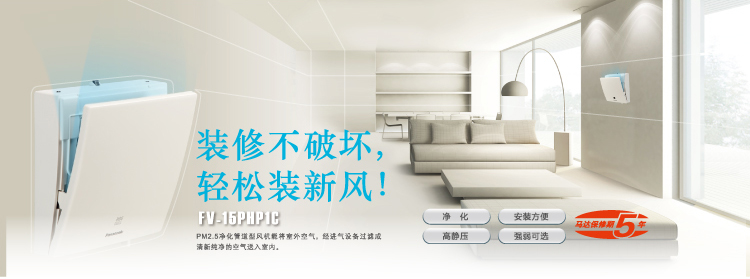 装修不破坏,
轻松装新风!
FV-15PHP1C
PM2.5净化管道型风机能将室外空气，经进气设备过滤成
清新纯净的空气送入室内。
净 化
安装方便
高静压
强弱可选
马达保修期5年
Panasonic